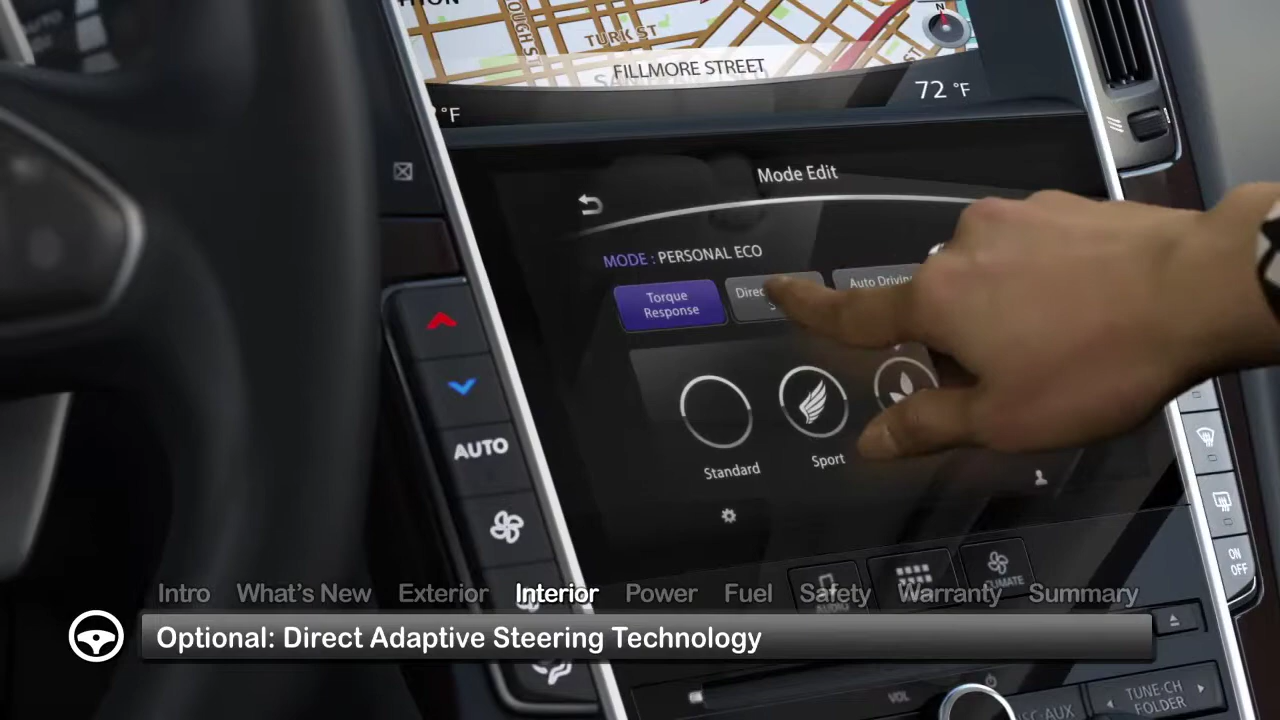 TURK ST
FILLMORE STREET
ST
N
°F
72 °F
Mode Edit
MODE : PERSONAL ECO
Torque
Response
Auto
Standard
Sport
AUTO
CLIMATE
ON
OFF
Intro What's New Exterior Interior Power Fuel Safety Warranty Summary
Optional: Direct Adaptive Steering Technology
VOL
TUNE·CH
FOLDER